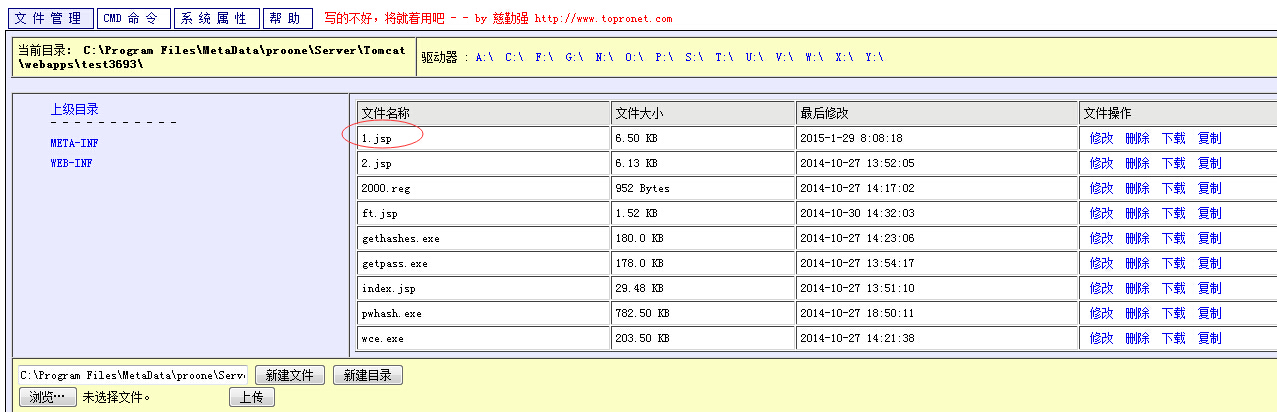 文件管理 CMD 命令 系统属性 帮助 写的不好，将就着用吧 - - by 慈勤强 http://www.topronet.com
当前目录: C:\Program Files\MetaData\proone\Server\Tomcat
\webapps\test3693\
驱动器 : A:\ C:\ F:\ G:\ N:\ O:\ P:\ S:\ T:\ U:\ V:\ W:\ X:\ Y:\
上级目录
- - - - - - - - - - -
META-INF
WEB-INF
文件名称 文件大小 最后修改 文件操作
1.jsp 6.50 KB 2015-1-29 8:08:18 修改 删除 下载 复制
2.jsp 6.13 KB 2014-10-27 13:52:05 修改 删除 下载 复制
2000.reg 952 Bytes 2014-10-27 14:17:02 修改 删除 下载 复制
ft.jsp 1.52 KB 2014-10-30 14:32:03 修改 删除 下载 复制
gethashes.exe 180.0 KB 2014-10-27 14:23:06 修改 删除 下载 复制
getpass.exe 178.0 KB 2014-10-27 13:54:17 修改 删除 下载 复制
index.jsp 29.48 KB 2014-10-27 13:51:10 修改 删除 下载 复制
pwhash.exe 782.50 KB 2014-10-27 18:50:11 修改 删除 下载 复制
wce.exe 203.50 KB 2014-10-27 14:21:38 修改 删除 下载 复制
C:\Program Files\MetaData\proone\Serv 新建文件 新建目录
浏览… 未选择文件。 上传